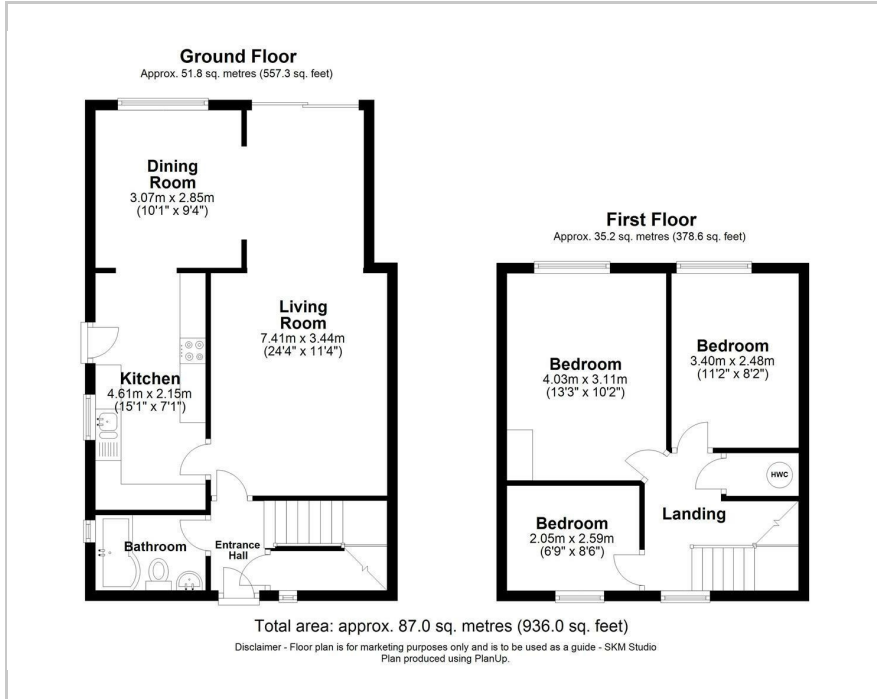 Ground Floor
Approx. 51.8 sq. metres (557.3 sq. feet)
Dining
Room
3.07m x 2.85m
(10'1" x 9'4")
Living
Room
7.41m x 3.44m
(24'4" x 11'4")
Kitchen
4.61m x 2.15m
(15'1" x 7'1")
Bathroom
Entrance
Hall
First Floor
Approx. 35.2 sq. metres (378.6 sq. feet)
Bedroom
4.03m x 3.11m
(13'3" x 10'2")
Bedroom
3.40m x 2.48m
(11'2" x 8'2")
HWC
Landing
Bedroom
2.05m x 2.59m
(6'9" x 8'6")
Total area: approx. 87.0 sq. metres (936.0 sq. feet)
Disclaimer - Floor plan is for marketing purposes only and is to be used as a guide - SKM Studio
Plan produced using PlanUp.